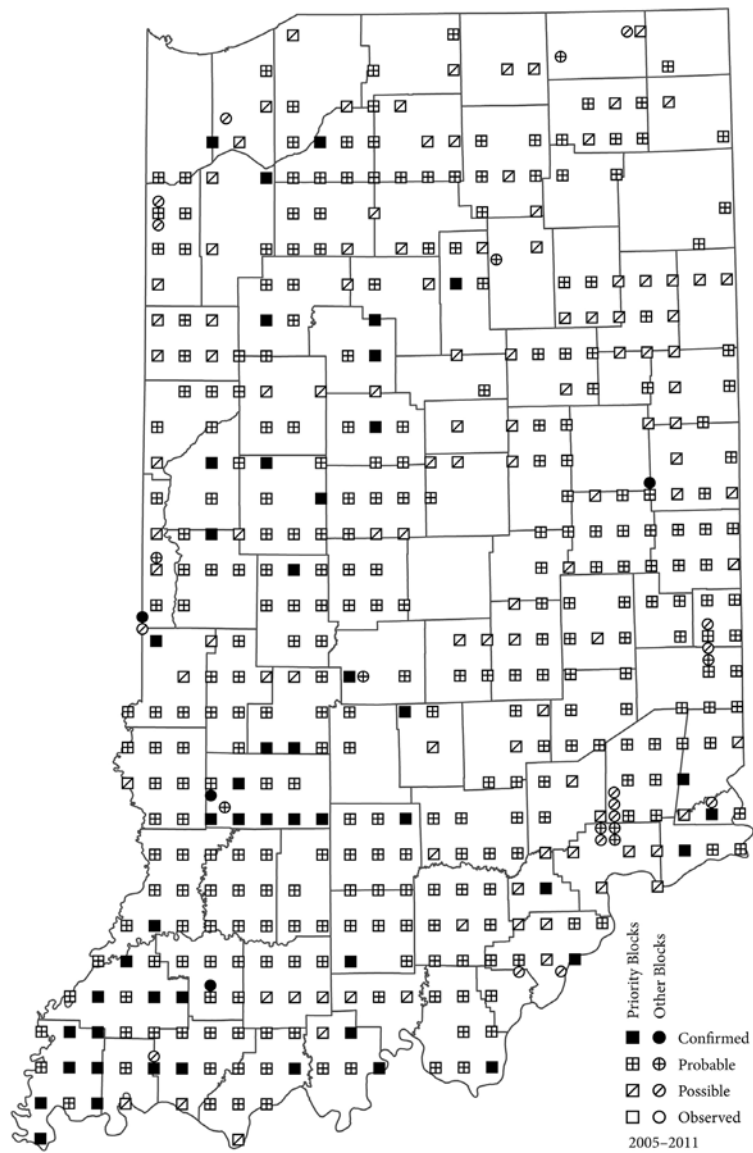 Priority Blocks
Other Blocks
Confirmed
Probable
Possible
Observed
2005–2011